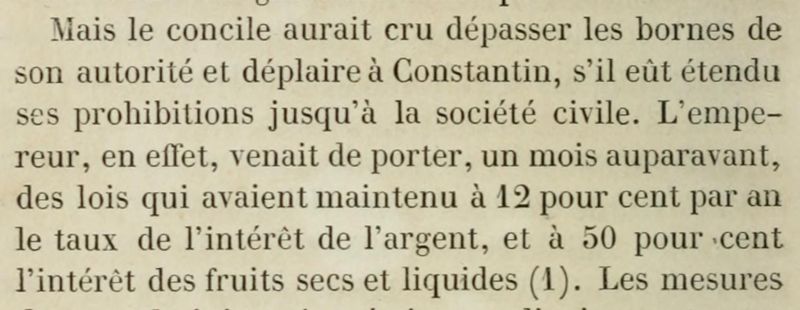 Mais le concile aurait cru dépasser les bornes de
son autorité et déplaire à Constantin, s'il eût étendu
ses prohibitions jusqu'à la société civile. L'empe-
reur, en effet, venait de porter, un mois auparavant,
des lois qui avaient maintenu à 12 pour cent par an
le taux de l'intérêt de l'argent, et à 50 pour cent
l'intérêt des fruits secs et liquides (1). Les mesures